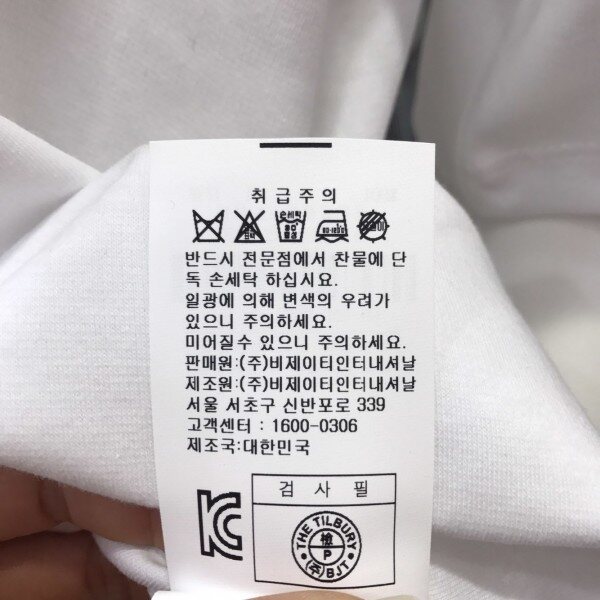 취급주의
손세탁
30
중성
80-120℃
반드시 전문점에서 찬물에 단
독 손세탁 하십시요.
일광에 의해 변색의 우려가
있으니 주의하세요.
미어질수 있으니 주의하세요.
판매원:(주)비제이티인터내셔날
제조원:(주)비제이티인터내셔날
서울 서초구 신반포로 339
고객센터 : 1600-0306
제조국:대한민국
검 사 필
THE TILBURY
檢
P
(주)BJT